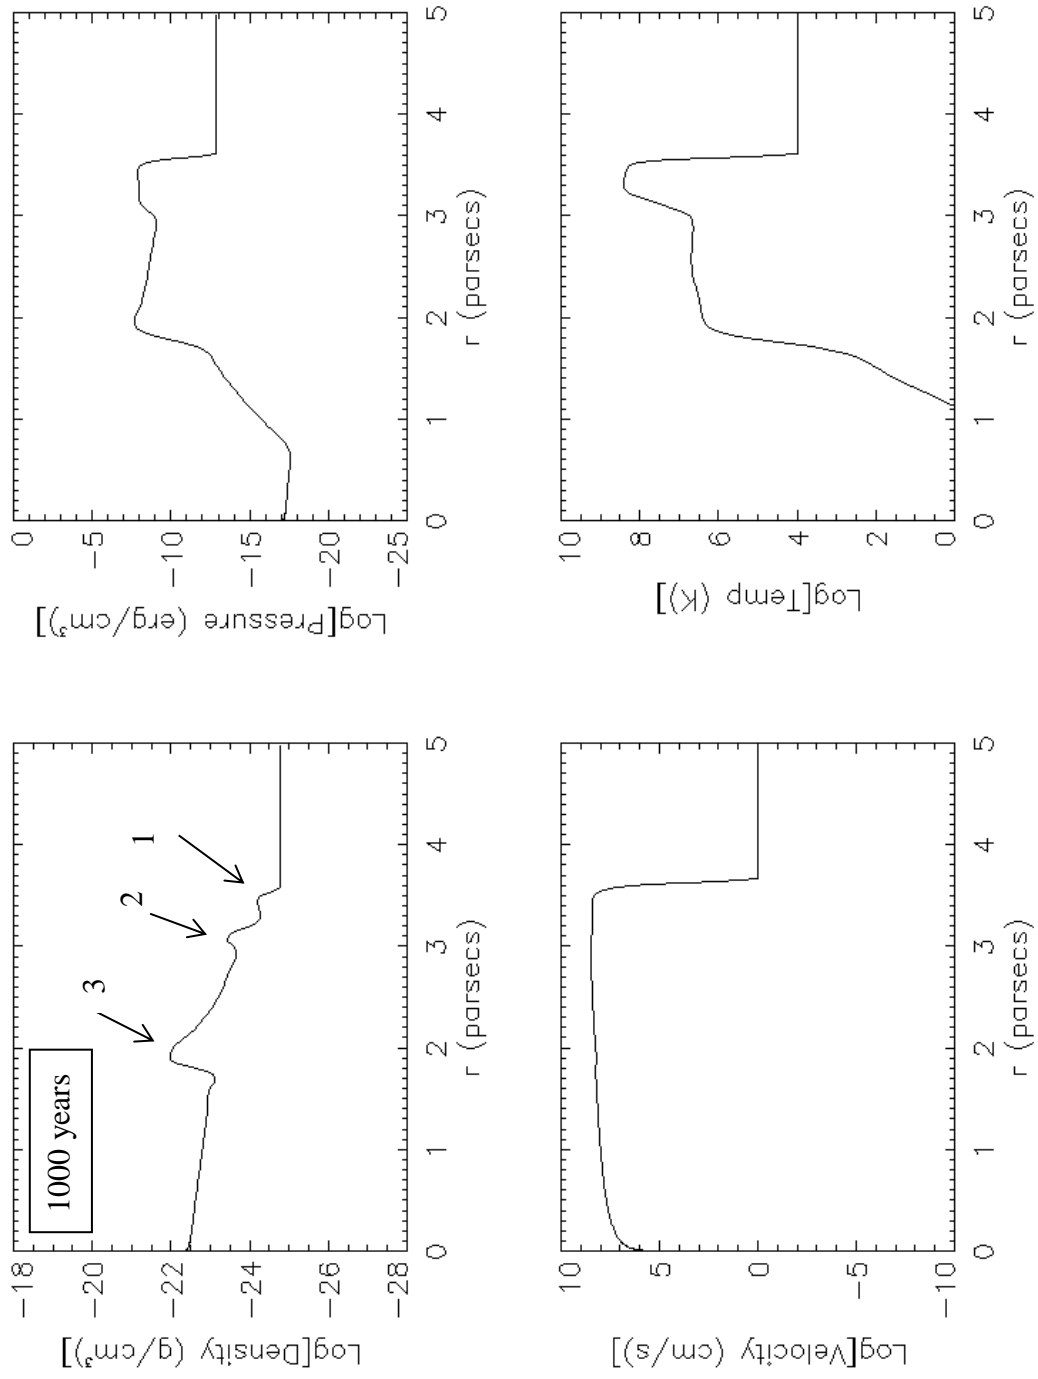 Log[Density (g/cm³)]
-18
-20
-22
-24
-26
-28
1000 years
3
2
1
0 1 2 3 4 5
r (parsecs)
Log[Pressure (erg/cm³)]
0
-5
-10
-15
-20
-25
0 1 2 3 4 5
r (parsecs)
Log[Velocity (cm/s)]
10
5
0
-5
-10
0 1 2 3 4 5
r (parsecs)
Log[Temp (K)]
10
8
6
4
2
0
0 1 2 3 4 5
r (parsecs)